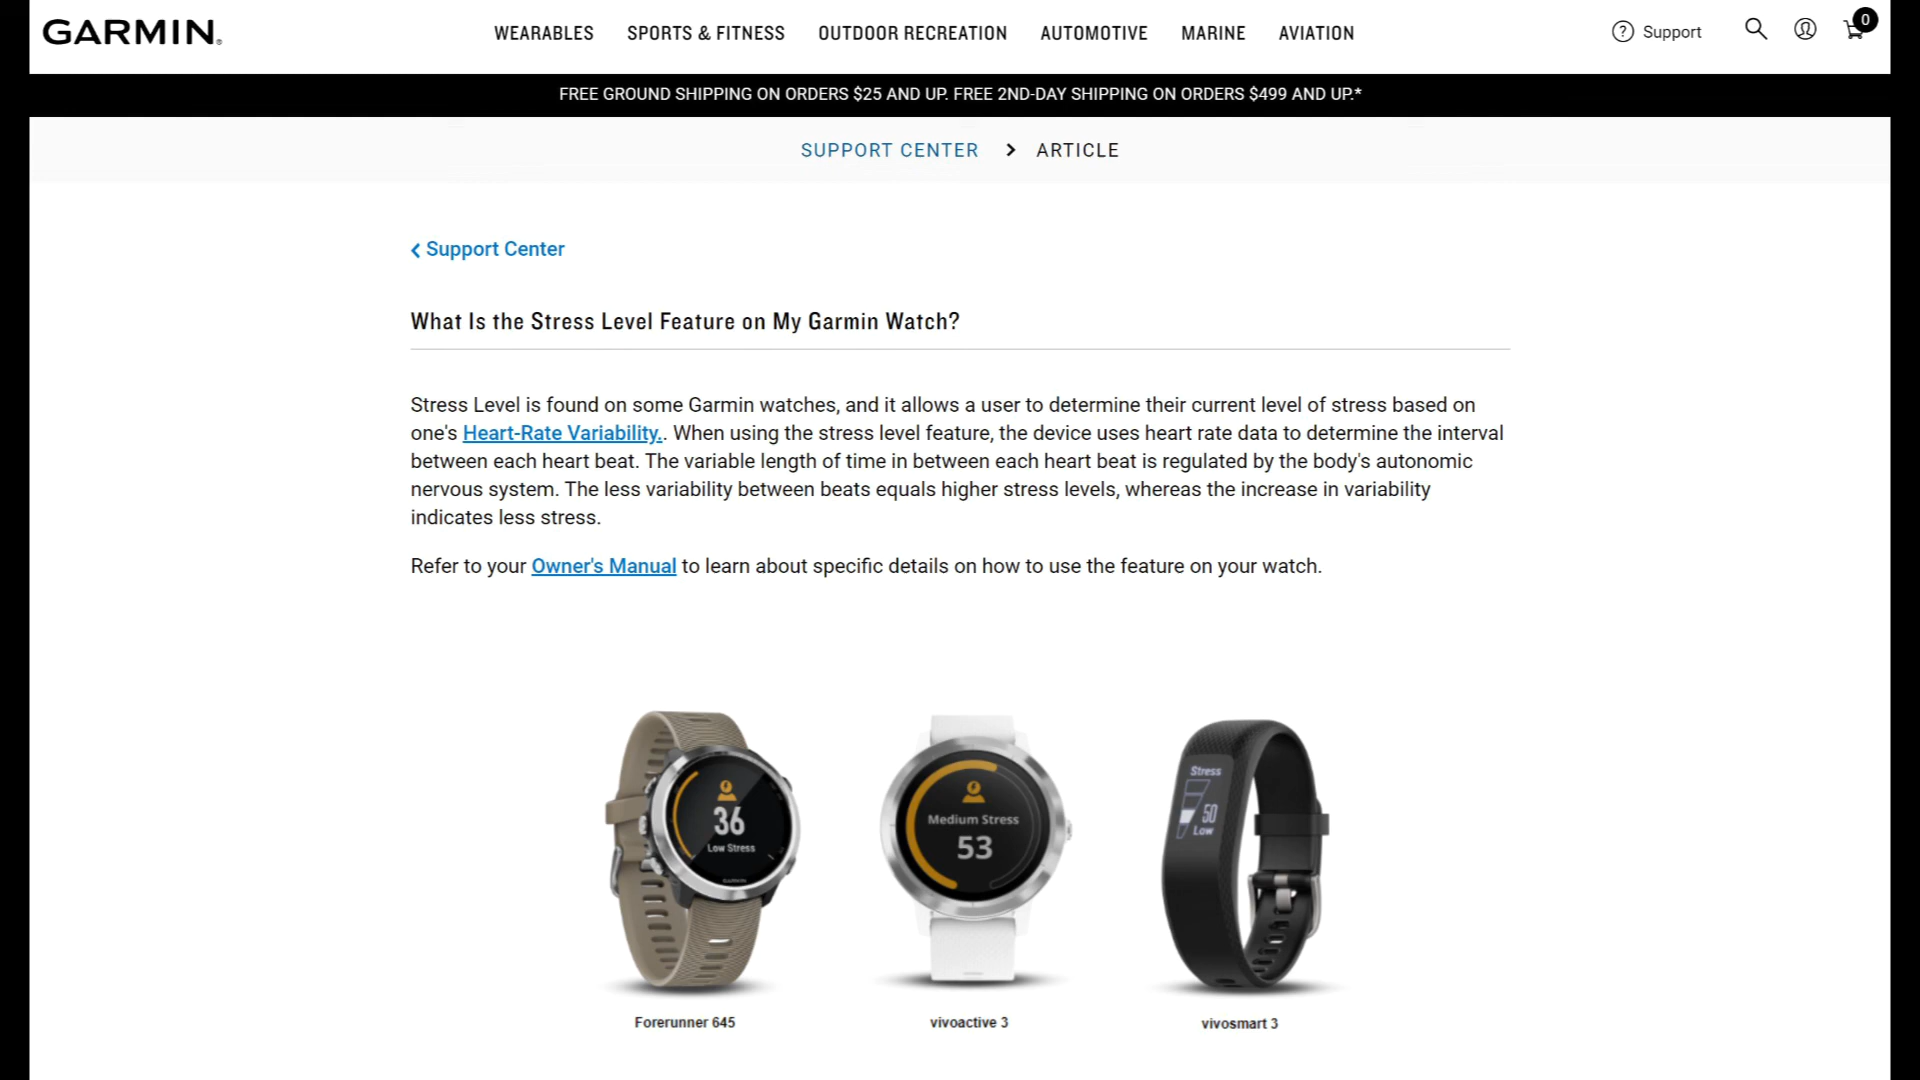 GARMIN
WEARABLES SPORTS & FITNESS OUTDOOR RECREATION AUTOMOTIVE MARINE AVIATION
Support
0
FREE GROUND SHIPPING ON ORDERS $25 AND UP. FREE 2ND-DAY SHIPPING ON ORDERS $499 AND UP.*
SUPPORT CENTER > ARTICLE
Support Center
What Is the Stress Level Feature on My Garmin Watch?
Stress Level is found on some Garmin watches, and it allows a user to determine their current level of stress based on
one's Heart-Rate Variability.. When using the stress level feature, the device uses heart rate data to determine the interval
between each heart beat. The variable length of time in between each heart beat is regulated by the body's autonomic
nervous system. The less variability between beats equals higher stress levels, whereas the increase in variability
indicates less stress.
Refer to your Owner's Manual to learn about specific details on how to use the feature on your watch.
36
Low Stress
GARMIN
Medium Stress
53
Stress
50
Low
Forerunner 645
vivoactive 3
vivosmart 3